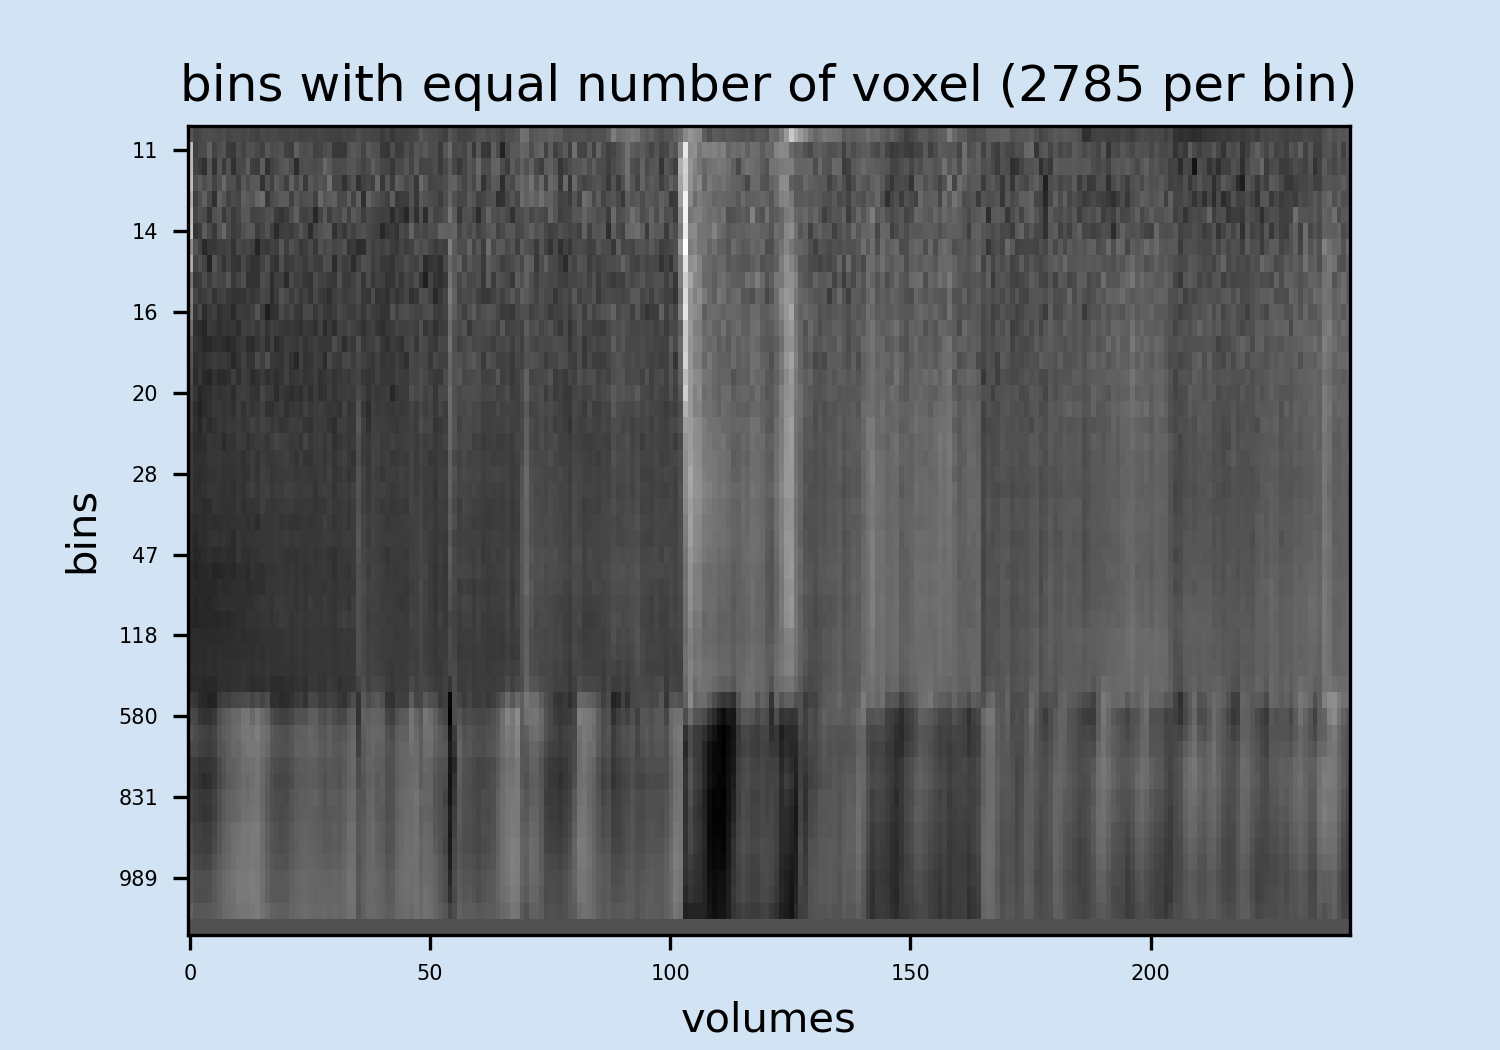 bins with equal number of voxel (2785 per bin)
11
14
16
20
28
47
118
580
831
989
bins
0 50 100 150 200
volumes